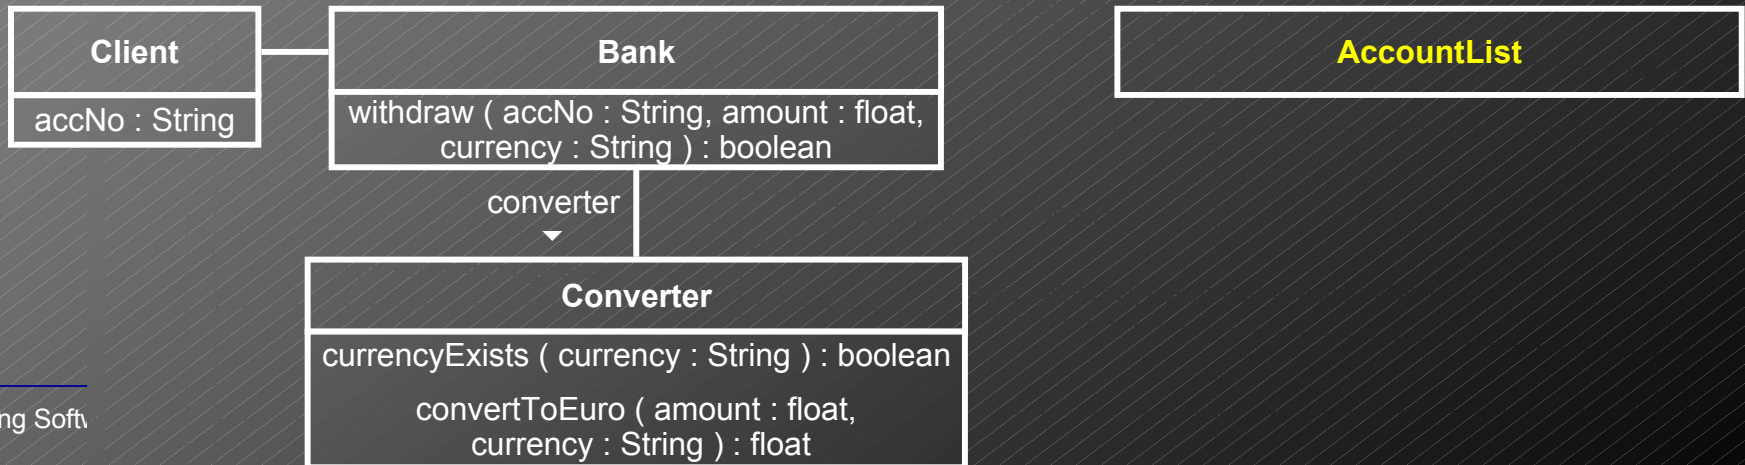 Client
accNo : String
Bank
withdraw ( accNo : String, amount : float,
currency : String ) : boolean
AccountList
converter
Converter
currencyExists ( currency : String ) : boolean
convertToEuro ( amount : float,
currency : String ) : float